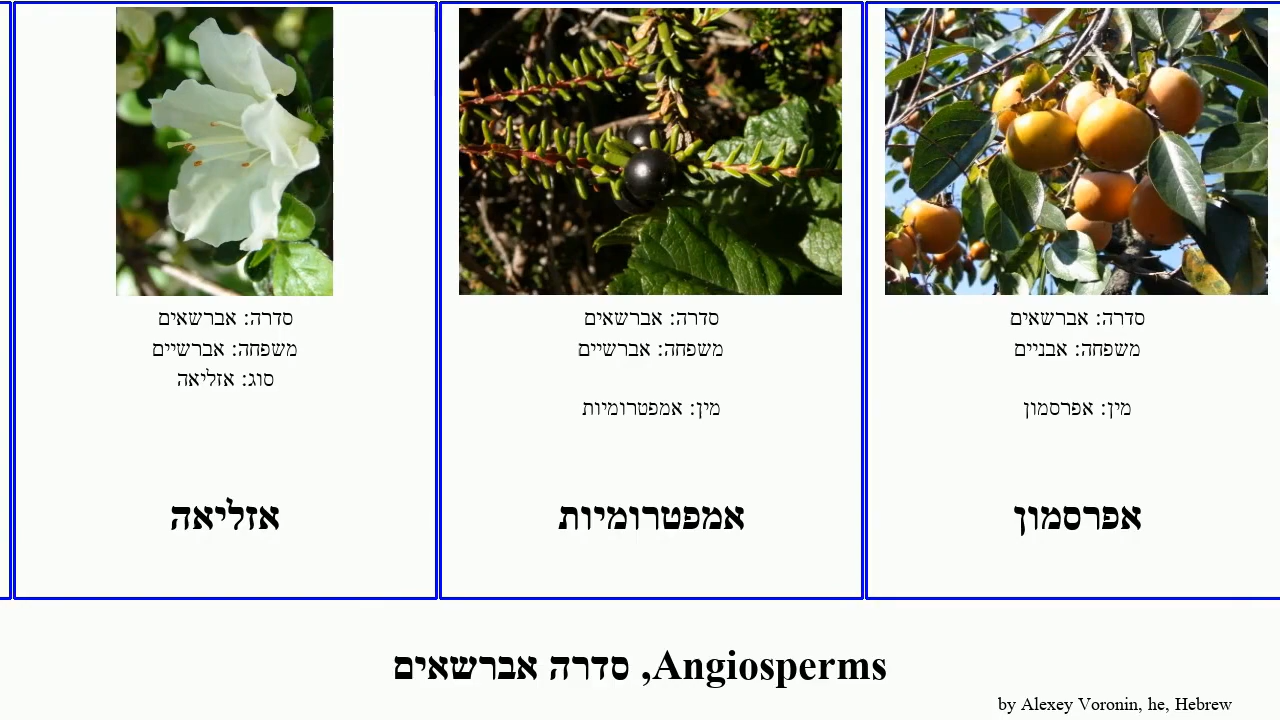 סדרה: אברשאים
משפחה: אבניים
מין: אפרסמון
אפרסמון
סדרה: אברשאים
משפחה: אברשיים
מין: אמפטרומיות
אמפטרומיות
סדרה: אברשאים
משפחה: אברשיים
סוג: אזליאה
אזליאה
Angiosperms, סדרה אברשאים
by Alexey Voronin, he, Hebrew